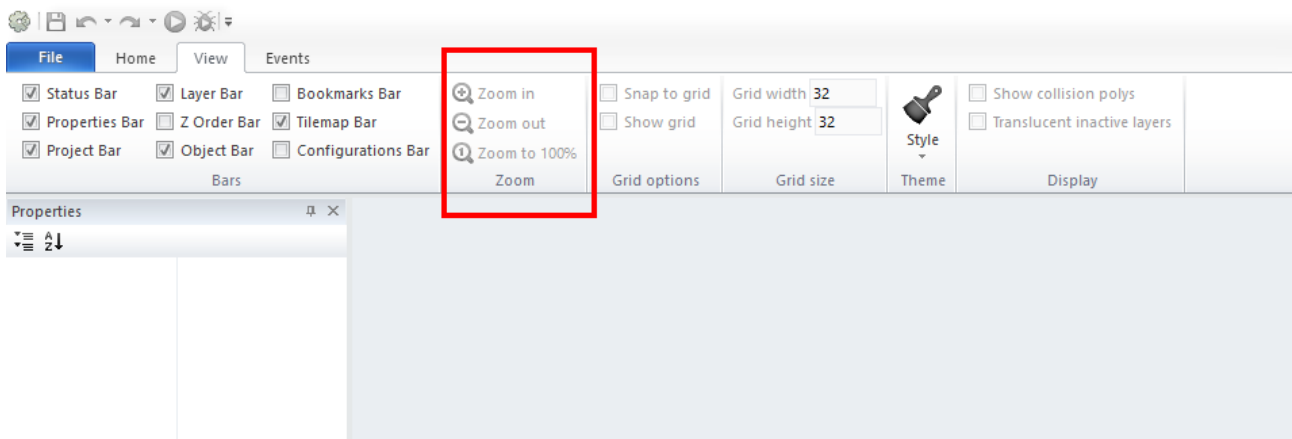 File Home View Events
Status Bar Layer Bar Bookmarks Bar Zoom in Snap to grid Grid width 32 Show collision polys
Properties Bar Z Order Bar Tilemap Bar Zoom out Show grid Grid height 32 Translucent inactive layers
Project Bar Object Bar Configurations Bar Zoom to 100% Style
Bars Zoom Grid options Grid size Theme Display
Properties